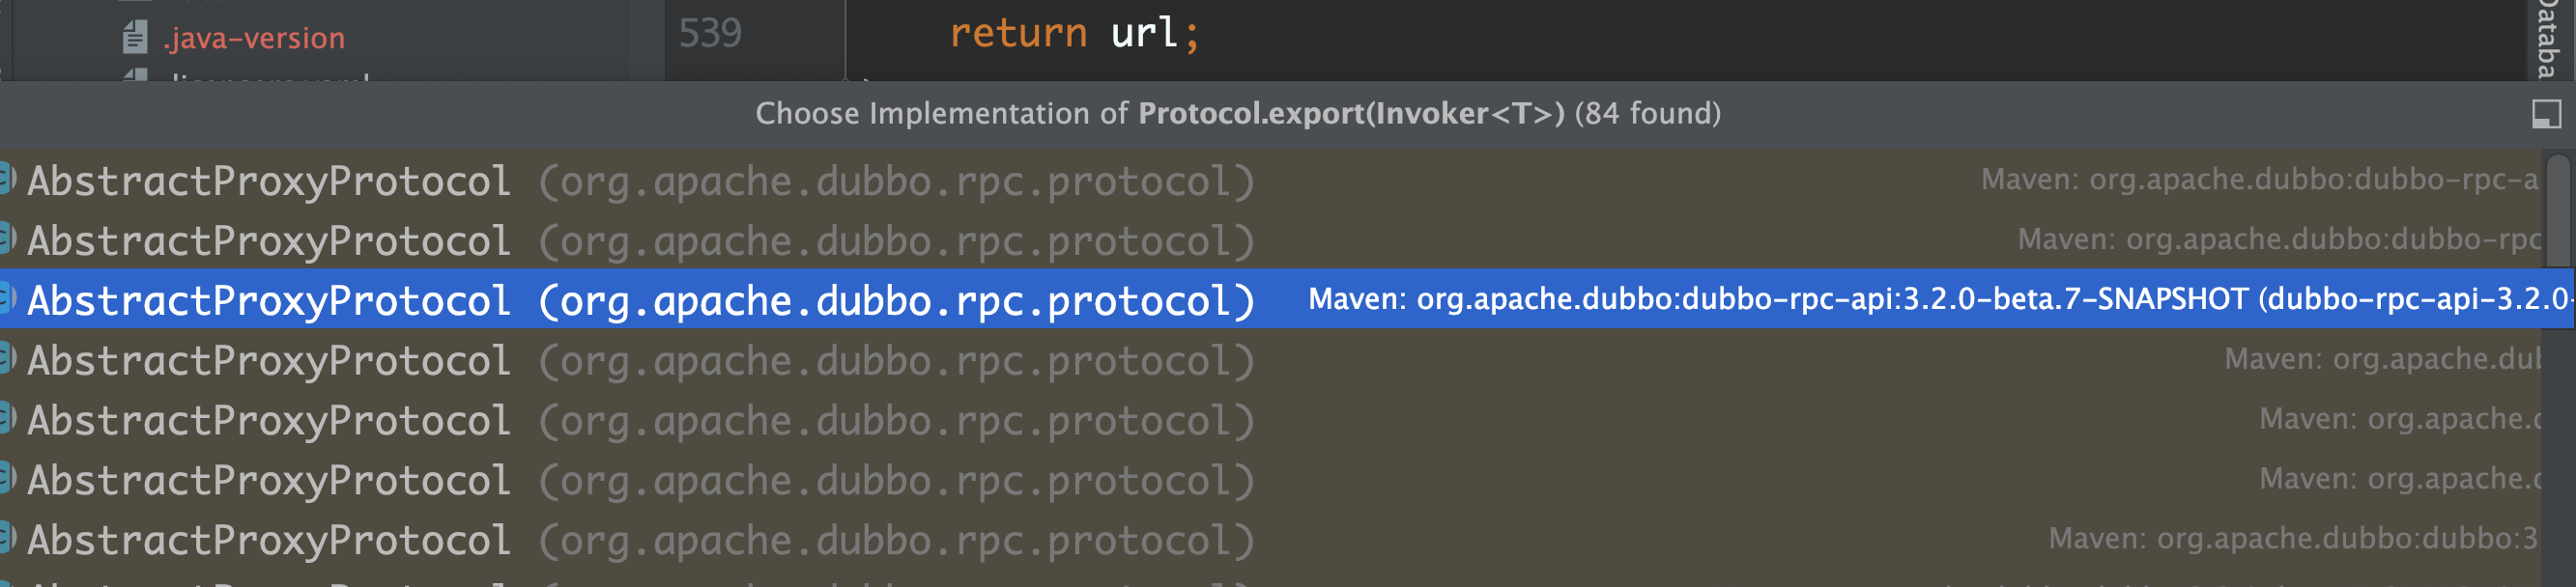 .java-version
539 return url;
Databa
Choose Implementation of Protocol.export(Invoker<T>) (84 found)
AbstractProxyProtocol (org.apache.dubbo.rpc.protocol) Maven: org.apache.dubbo:dubbo-rpc-a
AbstractProxyProtocol (org.apache.dubbo.rpc.protocol) Maven: org.apache.dubbo:dubbo-rpc
AbstractProxyProtocol (org.apache.dubbo.rpc.protocol) Maven: org.apache.dubbo:dubbo-rpc-api:3.2.0-beta.7-SNAPSHOT (dubbo-rpc-api-3.2.0-
AbstractProxyProtocol (org.apache.dubbo.rpc.protocol) Maven: org.apache.dub
AbstractProxyProtocol (org.apache.dubbo.rpc.protocol) Maven: org.apache.d
AbstractProxyProtocol (org.apache.dubbo.rpc.protocol) Maven: org.apache.d
AbstractProxyProtocol (org.apache.dubbo.rpc.protocol) Maven: org.apache.dubbo:dubbo:3